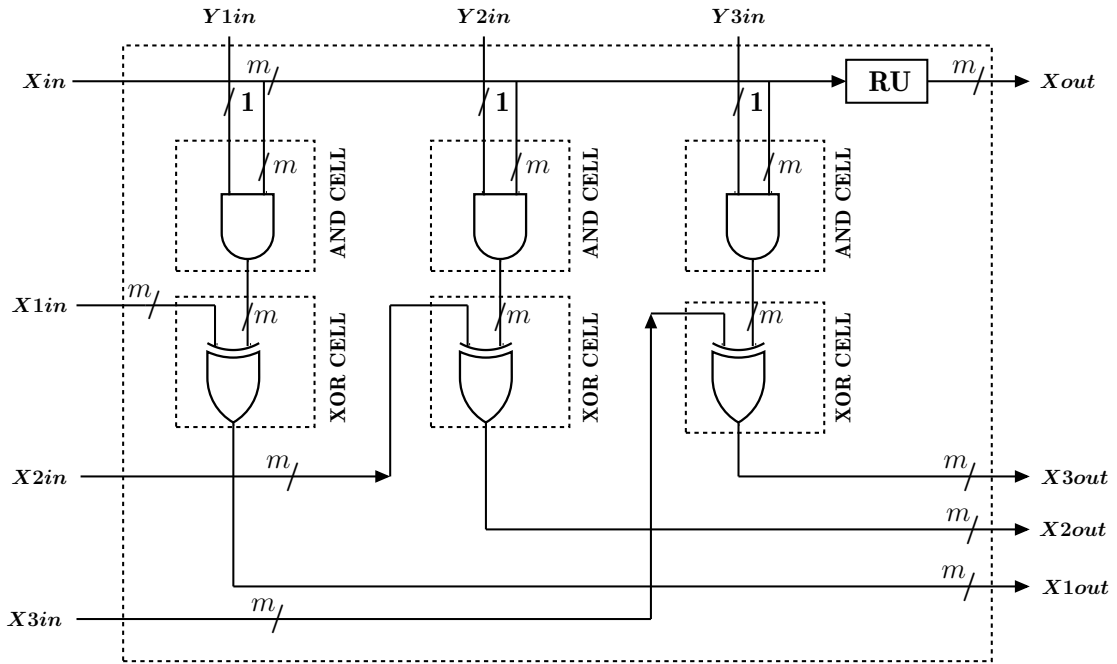 Y1in Y2in Y3in
Xin m RU m Xout
1 1 1
m m m
AND CELL AND CELL AND CELL
X1in m
m m m
XOR CELL XOR CELL XOR CELL
X2in m m X3out
m X2out
m X1out
X3in m